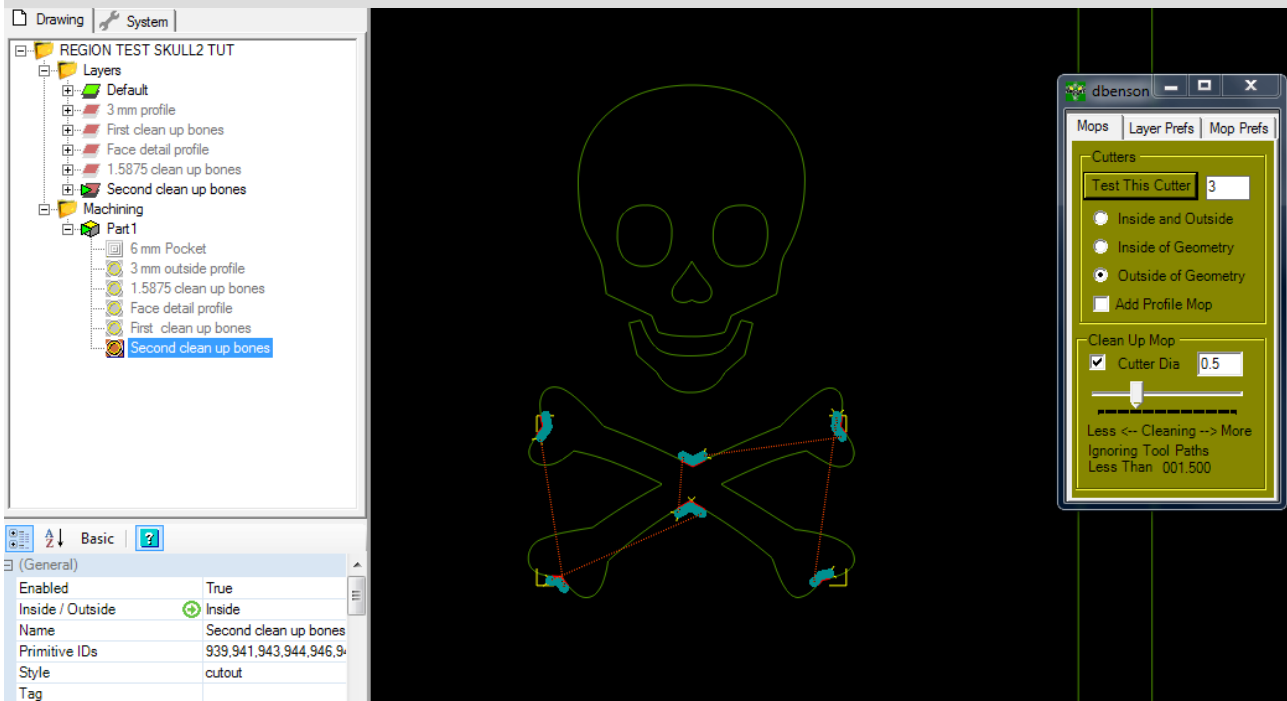 Drawing
System
REGION TEST SKULL2 TUT
Layers
Default
3 mm profile
First clean up bones
Face detail profile
1.5875 clean up bones
Second clean up bones
Machining
Part1
6 mm Pocket
3 mm outside profile
1.5875 clean up bones
Face detail profile
First clean up bones
Second clean up bones
Basic
(General)
Enabled True
Inside / Outside Inside
Name Second clean up bones
Primitive IDs 939,941,943,944,946,9
Style cutout
Tag
dbenson
Mops Layer Prefs Mop Prefs
Cutters
Test This Cutter 3
Inside and Outside
Inside of Geometry
Outside of Geometry
Add Profile Mop
Clean Up Mop
Cutter Dia 0.5
Less <-- Cleaning --> More
Ignoring Tool Paths
Less Than 001.500